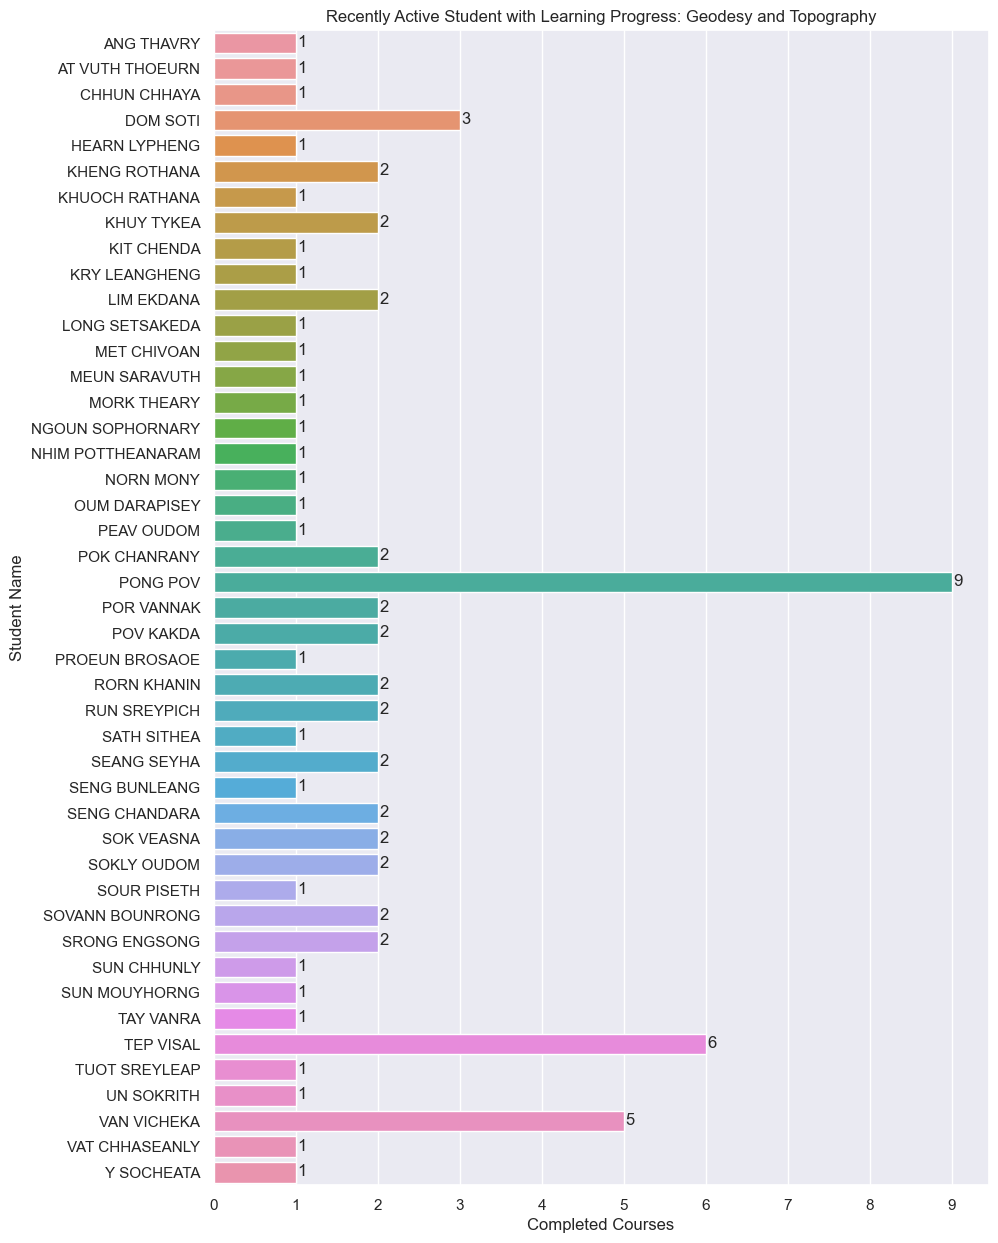 Recently Active Student with Learning Progress: Geodesy and Topography
Student Name
ANG THAVRY 1
AT VUTH THOEURN 1
CHHUN CHHAYA 1
DOM SOTI 3
HEARN LYPHENG 1
KHENG ROTHANA 2
KHUOCH RATHANA 1
KHUY TYKEA 2
KIT CHENDA 1
KRY LEANGHENG 1
LIM EKDANA 2
LONG SETSAKEDA 1
MET CHIVOAN 1
MEUN SARAVUTH 1
MORK THEARY 1
NGOUN SOPHORNARY 1
NHIM POTTHEANARAM 1
NORN MONY 1
OUM DARAPISEY 1
PEAV OUDOM 1
POK CHANRANY 2
PONG POV 9
POR VANNAK 2
POV KAKDA 2
PROEUN BROSAOE 1
RORN KHANIN 2
RUN SREYPICH 2
SATH SITHEA 1
SEANG SEYHA 2
SENG BUNLEANG 1
SENG CHANDARA 2
SOK VEASNA 2
SOKLY OUDOM 2
SOUR PISETH 1
SOVANN BOUNRONG 2
SRONG ENGSONG 2
SUN CHHUNLY 1
SUN MOUYHORNG 1
TAY VANRA 1
TEP VISAL 6
TUOT SREYLEAP 1
UN SOKRITH 1
VAN VICHEKA 5
VAT CHHASEANLY 1
Y SOCHEATA 1
0 1 2 3 4 5 6 7 8 9
Completed Courses